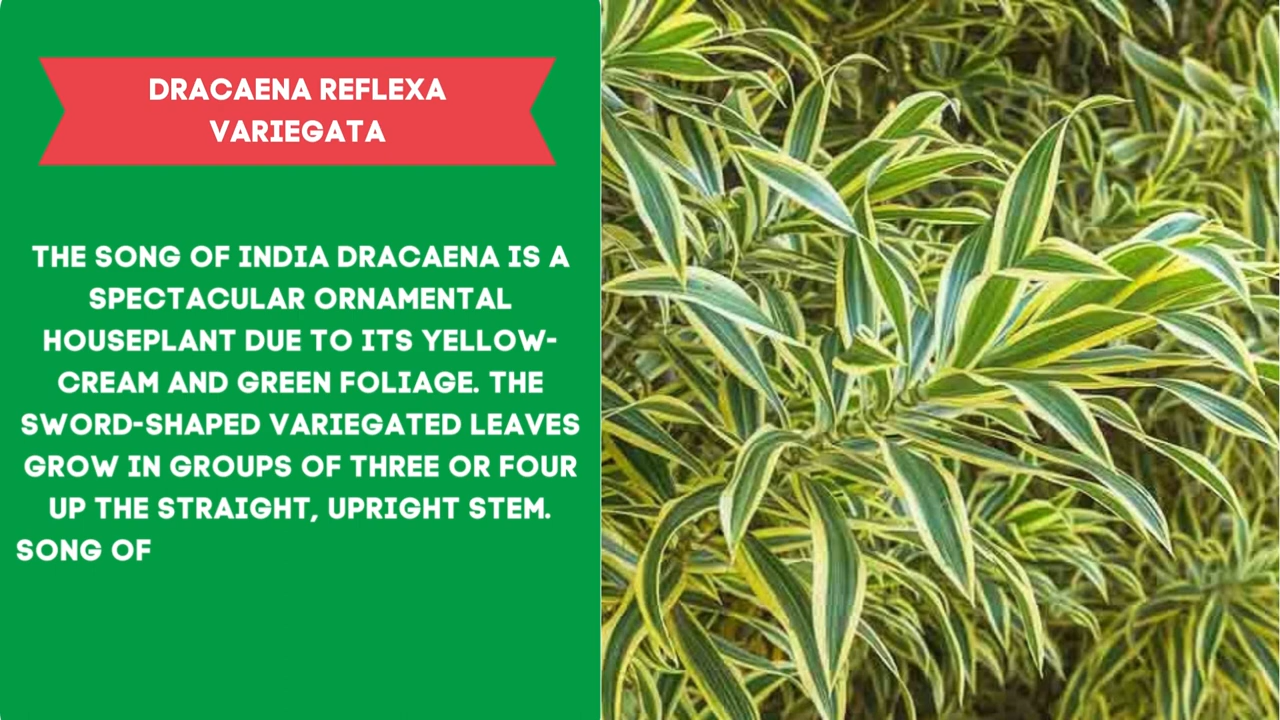 DRACAENA REFLEXA
VARIEGATA
THE SONG OF INDIA DRACAENA IS A
SPECTACULAR ORNAMENTAL
HOUSEPLANT DUE TO ITS YELLOW-
CREAM AND GREEN FOLIAGE. THE
SWORD-SHAPED VARIEGATED LEAVES
GROW IN GROUPS OF THREE OR FOUR
UP THE STRAIGHT, UPRIGHT STEM.
SONG OF